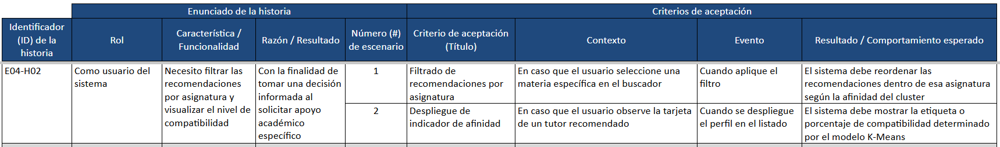 Enunciado de la historia
Criterios de aceptación
Identificador
(ID) de la
historia
Rol
Característica /
Funcionalidad
Razón / Resultado
Número (#)
de escenario
Criterio de aceptación
(Título)
Contexto
Evento
Resultado / Comportamiento esperado
E04-H02
Como usuario del
sistema
Necesito filtrar las
recomendaciones
por asignatura y
visualizar el nivel de
compatibilidad
Con la finalidad de
tomar una decisión
informada al
solicitar apoyo
académico
específico
1
Filtrado de
recomendaciones por
asignatura
En caso que el usuario seleccione una
materia específica en el buscador
Cuando aplique el
filtro
El sistema debe reordenar las
recomendaciones dentro de esa asignatura
según la afinidad del cluster
2
Despliegue de
indicador de afinidad
En caso que el usuario observe la tarjeta
de un tutor recomendado
Cuando se despliegue
el perfil en el listado
El sistema debe mostrar la etiqueta o
porcentaje de compatibilidad determinado
por el modelo K-Means